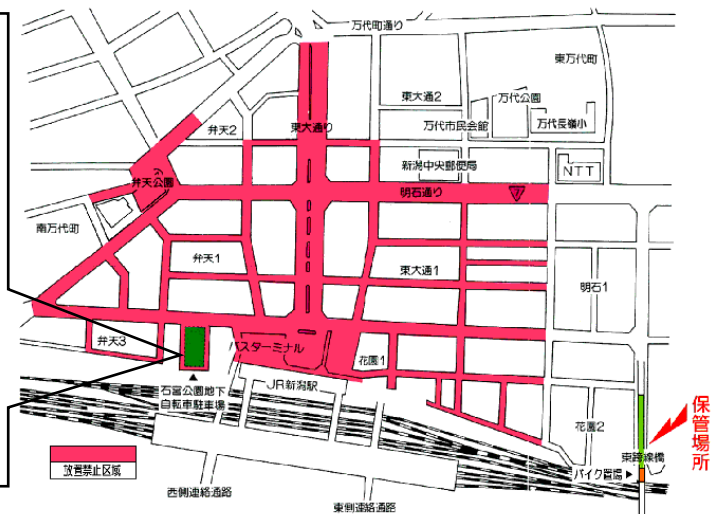 万代町通り
東万代町
東大通2
万代公園
弁天2
東大通り
万代市民会館
万代長嶺小
新潟中央郵便局
NTT
弁天公園
明石通り
南万代町
弁天1
東大通1
明石1
弁天3
バスターミナル
花園1
JR新潟駅
石宮公園地下
自転車駐車場
花園2
保管場所
東跨線橋
放置禁止区域
バイク置場
西側連絡通路
東側連絡通路